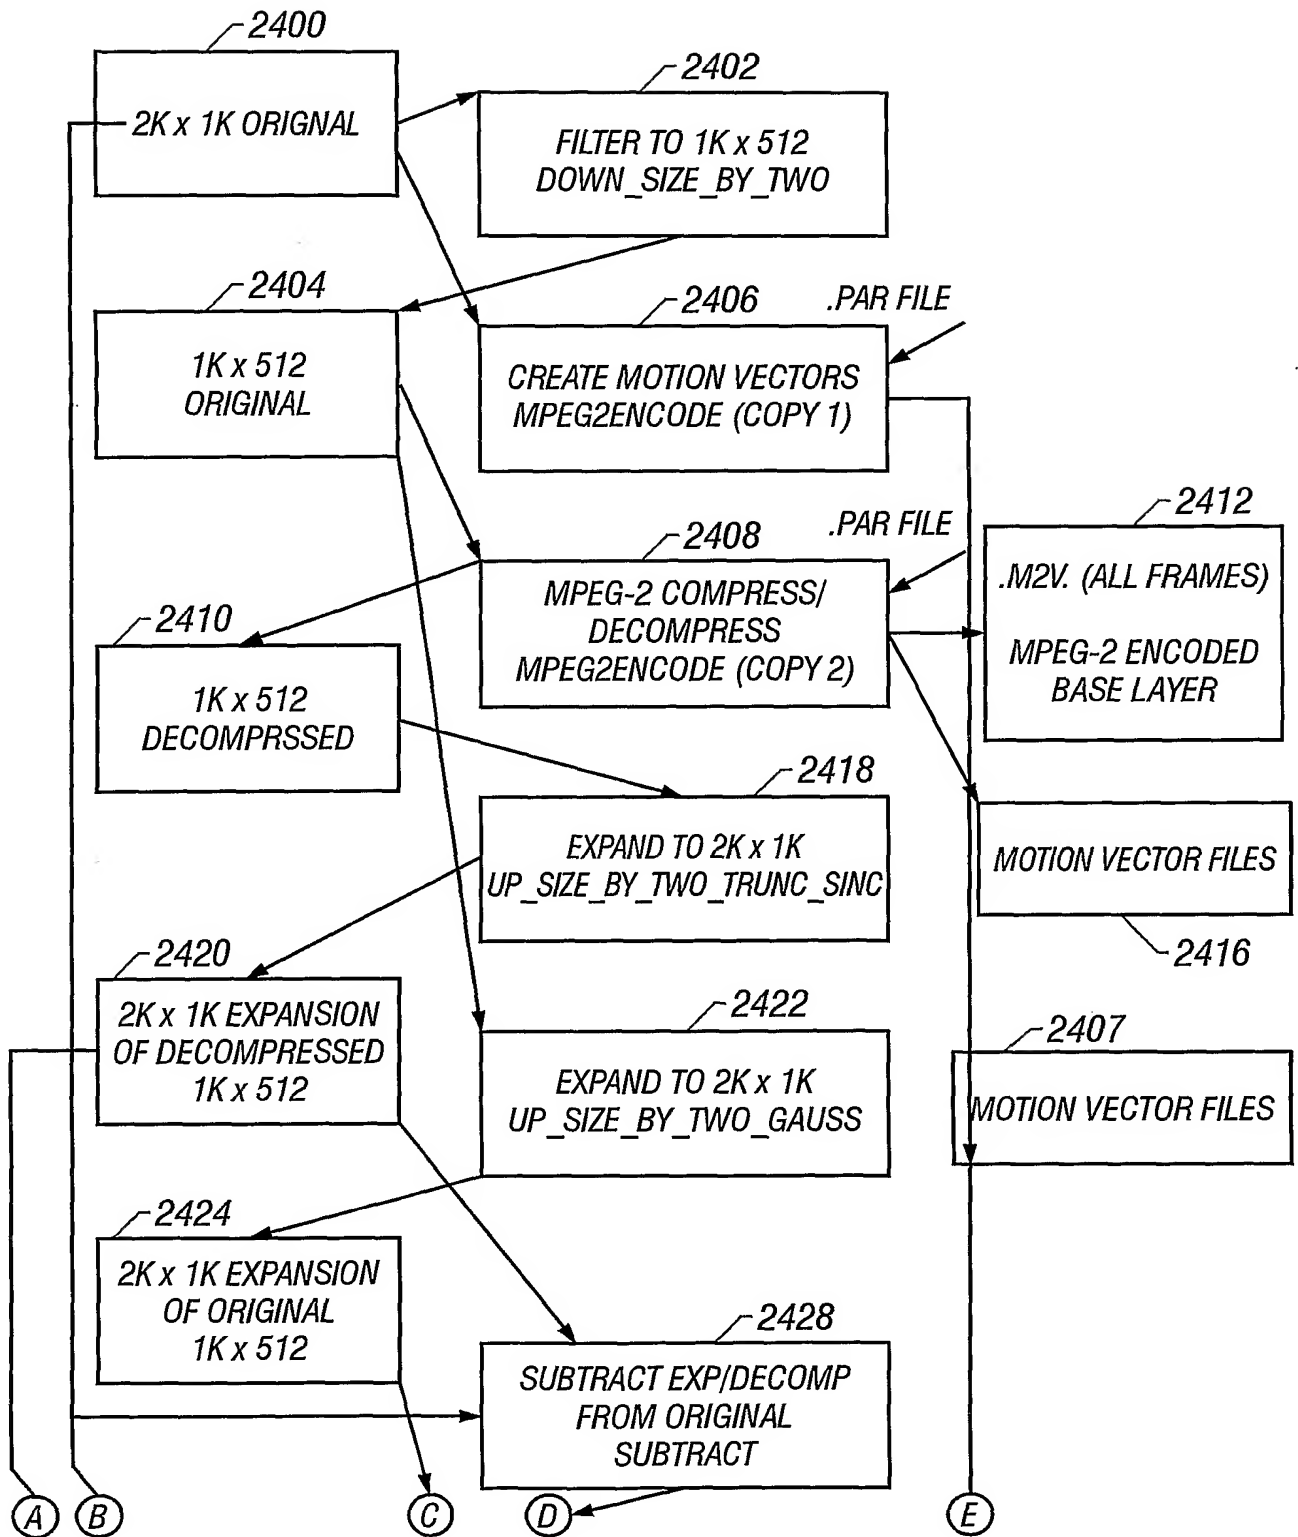 2400
2K x 1K ORIGNAL
2402
FILTER TO 1K x 512
DOWN_SIZE_BY_TWO
2404
1K x 512
ORIGINAL
2406
.PAR FILE
CREATE MOTION VECTORS
MPEG2ENCODE (COPY 1)
2408
.PAR FILE
MPEG-2 COMPRESS/
DECOMPRESS
MPEG2ENCODE (COPY 2)
2412
.M2V. (ALL FRAMES)
MPEG-2 ENCODED
BASE LAYER
2410
1K x 512
DECOMPRSSED
2418
EXPAND TO 2K x 1K
UP_SIZE_BY_TWO_TRUNC_SINC
MOTION VECTOR FILES
2416
2420
2K x 1K EXPANSION
OF DECOMPRESSED
1K x 512
2422
EXPAND TO 2K x 1K
UP_SIZE_BY_TWO_GAUSS
2407
MOTION VECTOR FILES
2424
2K x 1K EXPANSION
OF ORIGINAL
1K x 512
2428
SUBTRACT EXP/DECOMP
FROM ORIGINAL
SUBTRACT
A
B
C
D
E